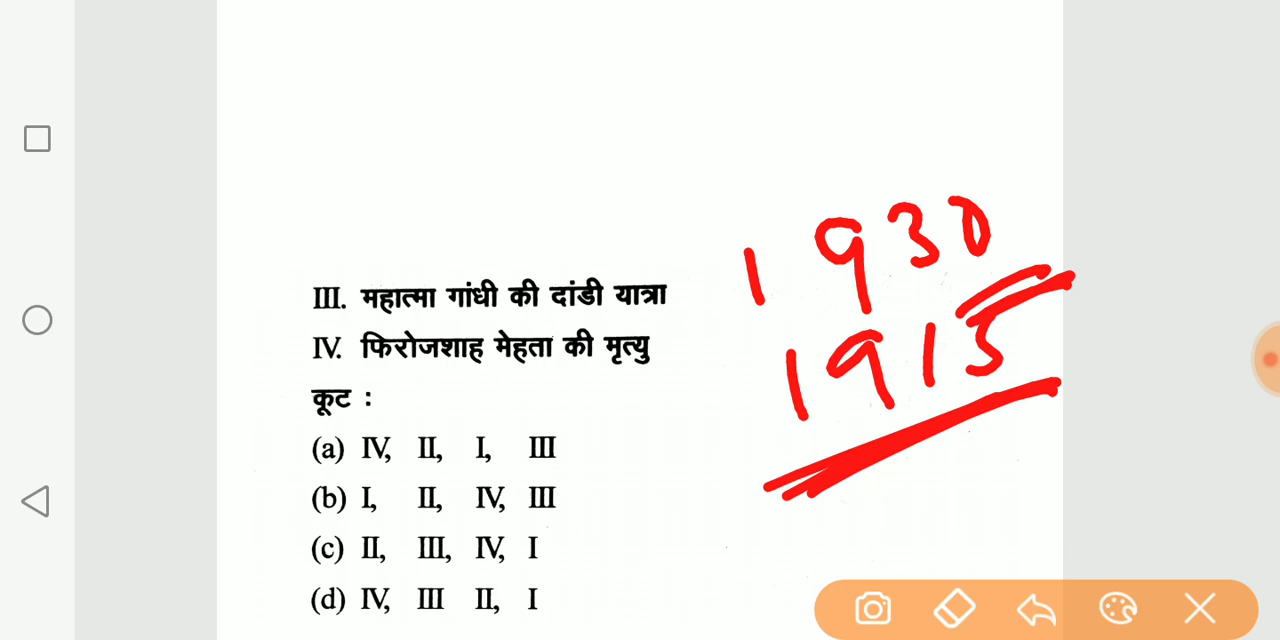 1930
III. महात्मा गांधी की दांडी यात्रा
1915
IV. फिरोजशाह मेहता की मृत्यु
कूट :
(a) IV, II, I, III
(b) I, II, IV, III
(c) II, III, IV, I
(d) IV, III II, I